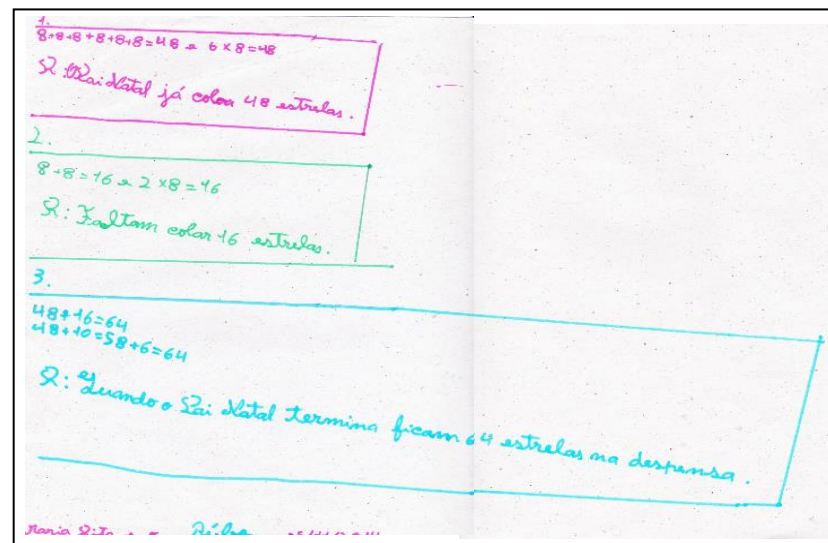 1.
8+8+8+8+8+8=48 e 6×8=48
R: O Pai Natal já colou 48 estrelas.
2.
8+8=16 e 2×8=16
R: Faltam colar 16 estrelas.
3.
48+16=64
48+10=58+6=64
R: Quando o Pai Natal termina ficam 64 estrelas na despensa.
Maria Rita e